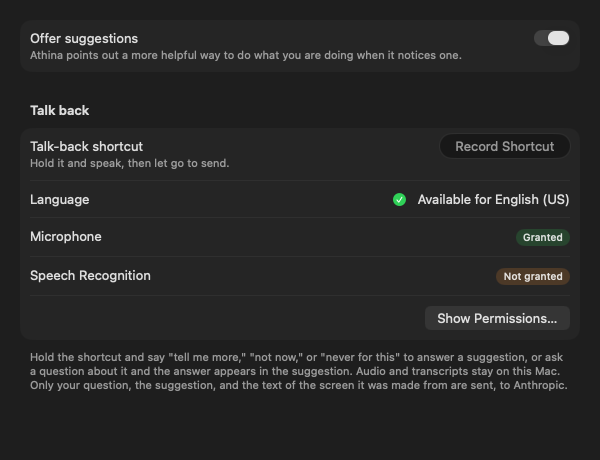 Offer suggestions
Athina points out a more helpful way to do what you are doing when it notices one.
Talk back
Talk-back shortcut
Record Shortcut
Hold it and speak, then let go to send.
Language
Available for English (US)
Microphone
Granted
Speech Recognition
Not granted
Show Permissions...
Hold the shortcut and say "tell me more," "not now," or "never for this" to answer a suggestion, or ask
a question about it and the answer appears in the suggestion. Audio and transcripts stay on this Mac.
Only your question, the suggestion, and the text of the screen it was made from are sent, to Anthropic.